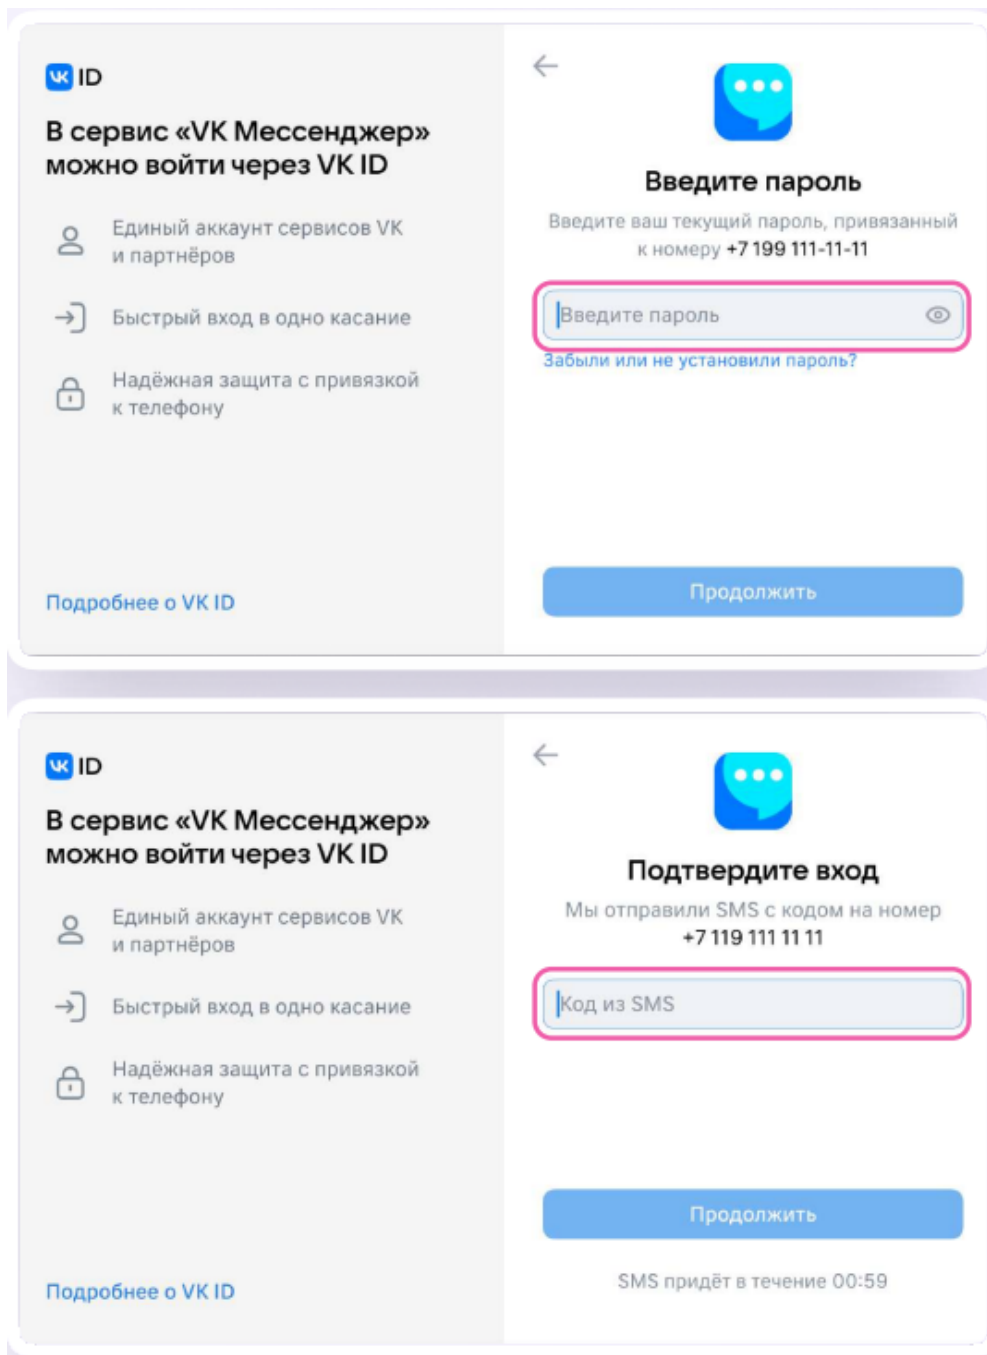 VK ID
В сервис «VK Мессенджер»
можно войти через VK ID
Единый аккаунт сервисов VK
и партнёров
Быстрый вход в одно касание
Надёжная защита с привязкой
к телефону
Подробнее о VK ID
Введите пароль
Введите ваш текущий пароль, привязанный
к номеру +7 199 111-11-11
Введите пароль
Забыли или не установили пароль?
Продолжить
VK ID
В сервис «VK Мессенджер»
можно войти через VK ID
Единый аккаунт сервисов VK
и партнёров
Быстрый вход в одно касание
Надёжная защита с привязкой
к телефону
Подробнее о VK ID
Подтвердите вход
Мы отправили SMS с кодом на номер
+7 119 111 11 11
Код из SMS
Продолжить
SMS придёт в течение 00:59